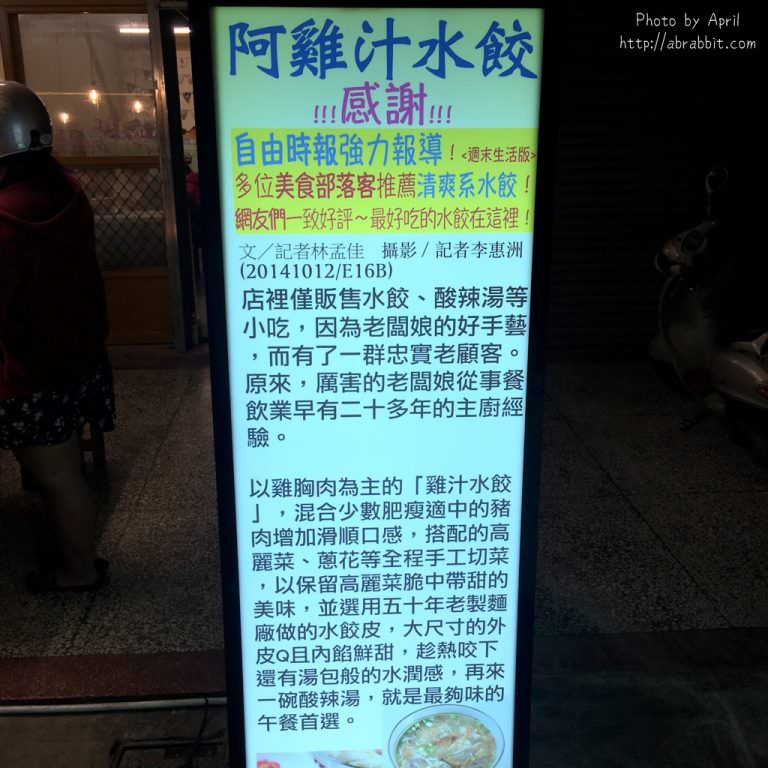 Photo by April
http://abrabbit.com
阿雞汁水餃
!!!感謝!!!
自由時報強力報導！<週末生活版>
多位美食部落客推薦清爽系水餃！
網友們一致好評～最好吃的水餃在這裡！
文／記者林孟佳　攝影 / 記者李惠洲
(20141012/E16B)
店裡僅販售水餃、酸辣湯等
小吃，因為老闆娘的好手藝
，而有了一群忠實老顧客。
原來，厲害的老闆娘從事餐
飲業早有二十多年的主廚經
驗。
以雞胸肉為主的「雞汁水餃
」，混合少數肥瘦適中的豬
肉增加滑順口感，搭配的高
麗菜、蔥花等全程手工切菜
，以保留高麗菜脆中帶甜的
美味，並選用五十年老製麵
廠做的水餃皮，大尺寸的外
皮Q且內餡鮮甜，趁熱咬下
還有湯包般的水潤感，再來
一碗酸辣湯，就是最夠味的
午餐首選。